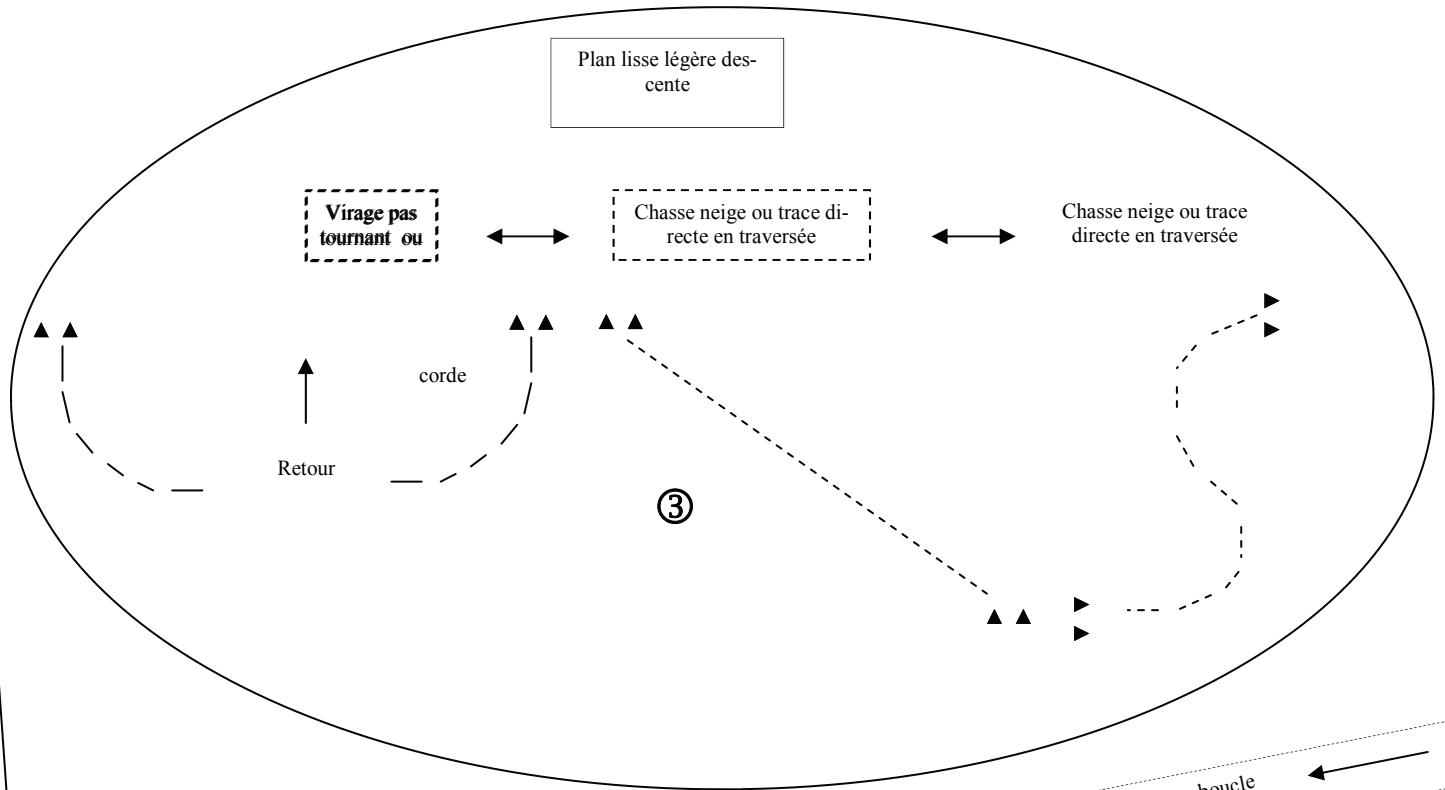 Plan lisse légère des-
cente
Virage pas
tournant ou
Chasse neige ou trace di-
recte en traversée
Chasse neige ou trace
directe en traversée
corde
Retour
③
boucle